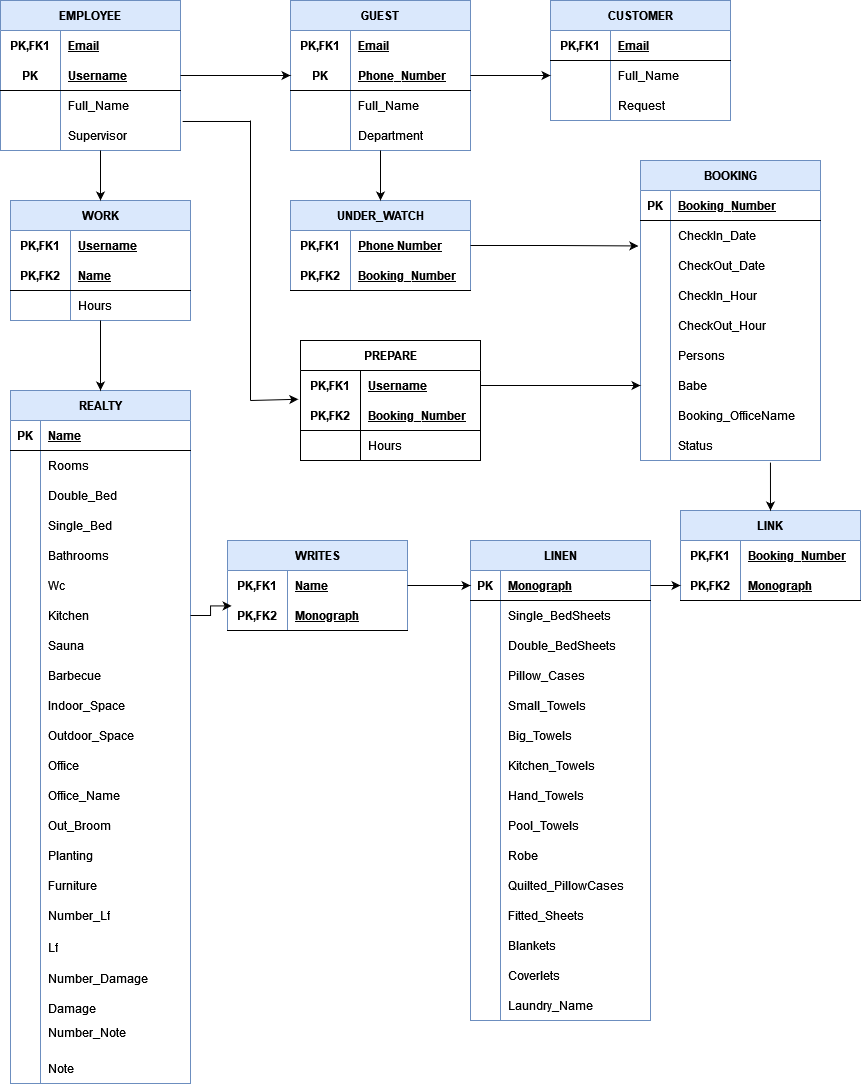 EMPLOYEE
PK,FK1 Email
PK Username
Full_Name
Supervisor
GUEST
PK,FK1 Email
PK Phone_Number
Full_Name
Department
CUSTOMER
PK,FK1 Email
Full_Name
Request
WORK
PK,FK1 Username
PK,FK2 Name
Hours
UNDER_WATCH
PK,FK1 Phone Number
PK,FK2 Booking_Number
BOOKING
PK Booking_Number
CheckIn_Date
CheckOut_Date
CheckIn_Hour
CheckOut_Hour
Persons
Babe
Booking_OfficeName
Status
PREPARE
PK,FK1 Username
PK,FK2 Booking_Number
Hours
REALTY
PK Name
Rooms
Double_Bed
Single_Bed
Bathrooms
Wc
Kitchen
Sauna
Barbecue
Indoor_Space
Outdoor_Space
Office
Office_Name
Out_Broom
Planting
Furniture
Number_Lf
Lf
Number_Damage
Damage
Number_Note
Note
WRITES
PK,FK1 Name
PK,FK2 Monograph
LINEN
PK Monograph
Single_BedSheets
Double_BedSheets
Pillow_Cases
Small_Towels
Big_Towels
Kitchen_Towels
Hand_Towels
Pool_Towels
Robe
Quilted_PillowCases
Fitted_Sheets
Blankets
Coverlets
Laundry_Name
LINK
PK,FK1 Booking_Number
PK,FK2 Monograph